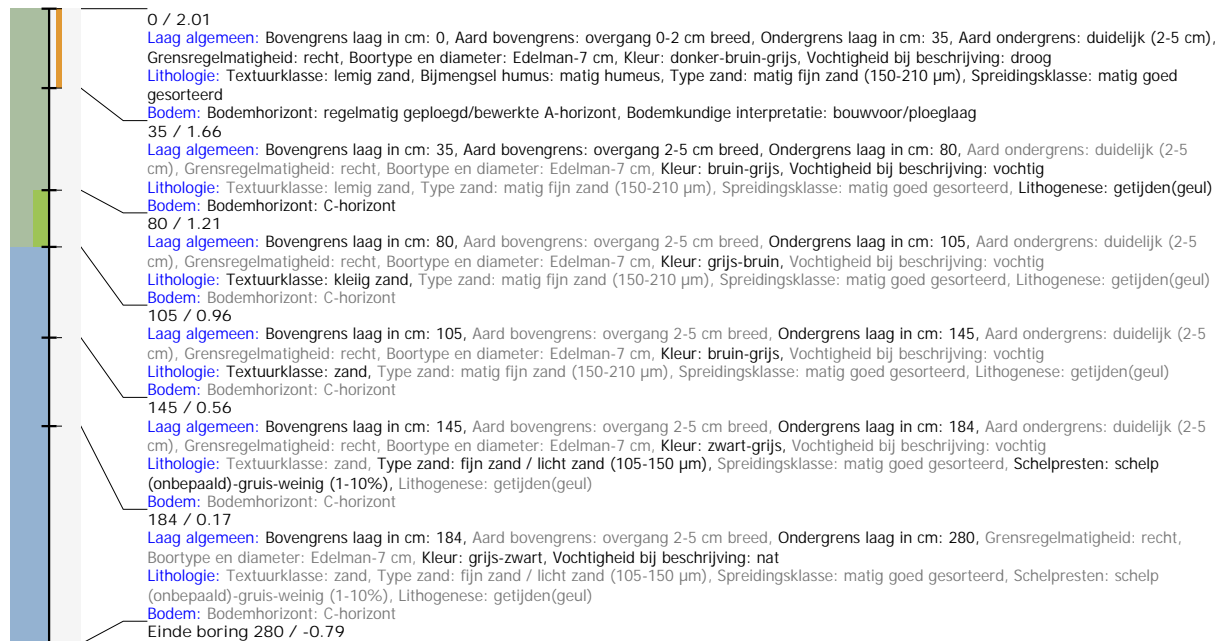 0 / 2.01
Laag algemeen: Bovengrens laag in cm: 0, Aard bovengrens: overgang 0-2 cm breed, Ondergrens laag in cm: 35, Aard ondergrens: duidelijk (2-5 cm),
Grensregelmatigheid: recht, Boortype en diameter: Edelman-7 cm, Kleur: donker-bruin-grijs, Vochtigheid bij beschrijving: droog
Lithologie: Textuurklasse: lemig zand, Bijmengsel humus: matig humeus, Type zand: matig fijn zand (150-210 µm), Spreidingsklasse: matig goed
gesorteerd
Bodem: Bodemhorizont: regelmatig geploegd/bewerkte A-horizont, Bodemkundige interpretatie: bouwvoor/ploeglaag
35 / 1.66
Laag algemeen: Bovengrens laag in cm: 35, Aard bovengrens: overgang 2-5 cm breed, Ondergrens laag in cm: 80, Aard ondergrens: duidelijk (2-5
cm), Grensregelmatigheid: recht, Boortype en diameter: Edelman-7 cm, Kleur: bruin-grijs, Vochtigheid bij beschrijving: vochtig
Lithologie: Textuurklasse: lemig zand, Type zand: matig fijn zand (150-210 µm), Spreidingsklasse: matig goed gesorteerd, Lithogenese: getijden(geul)
Bodem: Bodemhorizont: C-horizont
80 / 1.21
Laag algemeen: Bovengrens laag in cm: 80, Aard bovengrens: overgang 2-5 cm breed, Ondergrens laag in cm: 105, Aard ondergrens: duidelijk (2-5
cm), Grensregelmatigheid: recht, Boortype en diameter: Edelman-7 cm, Kleur: grijs-bruin, Vochtigheid bij beschrijving: vochtig
Lithologie: Textuurklasse: kleiig zand, Type zand: matig fijn zand (150-210 µm), Spreidingsklasse: matig goed gesorteerd, Lithogenese: getijden(geul)
Bodem: Bodemhorizont: C-horizont
105 / 0.96
Laag algemeen: Bovengrens laag in cm: 105, Aard bovengrens: overgang 2-5 cm breed, Ondergrens laag in cm: 145, Aard ondergrens: duidelijk (2-5
cm), Grensregelmatigheid: recht, Boortype en diameter: Edelman-7 cm, Kleur: bruin-grijs, Vochtigheid bij beschrijving: vochtig
Lithologie: Textuurklasse: zand, Type zand: matig fijn zand (150-210 µm), Spreidingsklasse: matig goed gesorteerd, Lithogenese: getijden(geul)
Bodem: Bodemhorizont: C-horizont
145 / 0.56
Laag algemeen: Bovengrens laag in cm: 145, Aard bovengrens: overgang 2-5 cm breed, Ondergrens laag in cm: 184, Aard ondergrens: duidelijk (2-5
cm), Grensregelmatigheid: recht, Boortype en diameter: Edelman-7 cm, Kleur: zwart-grijs, Vochtigheid bij beschrijving: vochtig
Lithologie: Textuurklasse: zand, Type zand: fijn zand / licht zand (105-150 µm), Spreidingsklasse: matig goed gesorteerd, Schelpresten: schelp
(onbepaald)-gruis-weinig (1-10%), Lithogenese: getijden(geul)
Bodem: Bodemhorizont: C-horizont
184 / 0.17
Laag algemeen: Bovengrens laag in cm: 184, Aard bovengrens: overgang 2-5 cm breed, Ondergrens laag in cm: 280, Grensregelmatigheid: recht,
Boortype en diameter: Edelman-7 cm, Kleur: grijs-zwart, Vochtigheid bij beschrijving: nat
Lithologie: Textuurklasse: zand, Type zand: fijn zand / licht zand (105-150 µm), Spreidingsklasse: matig goed gesorteerd, Schelpresten: schelp
(onbepaald)-gruis-weinig (1-10%), Lithogenese: getijden(geul)
Bodem: Bodemhorizont: C-horizont
Einde boring 280 / -0.79